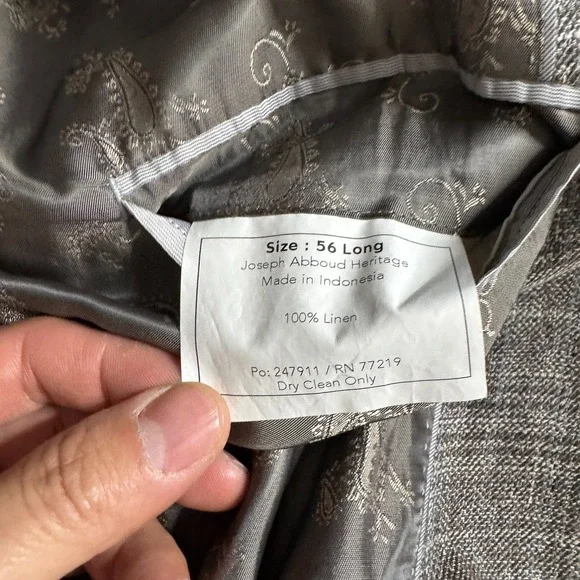 Size : 56 Long
Joseph Abboud Heritage
Made in Indonesia
100% Linen
Po: 247911 / RN 77219
Dry Clean Only